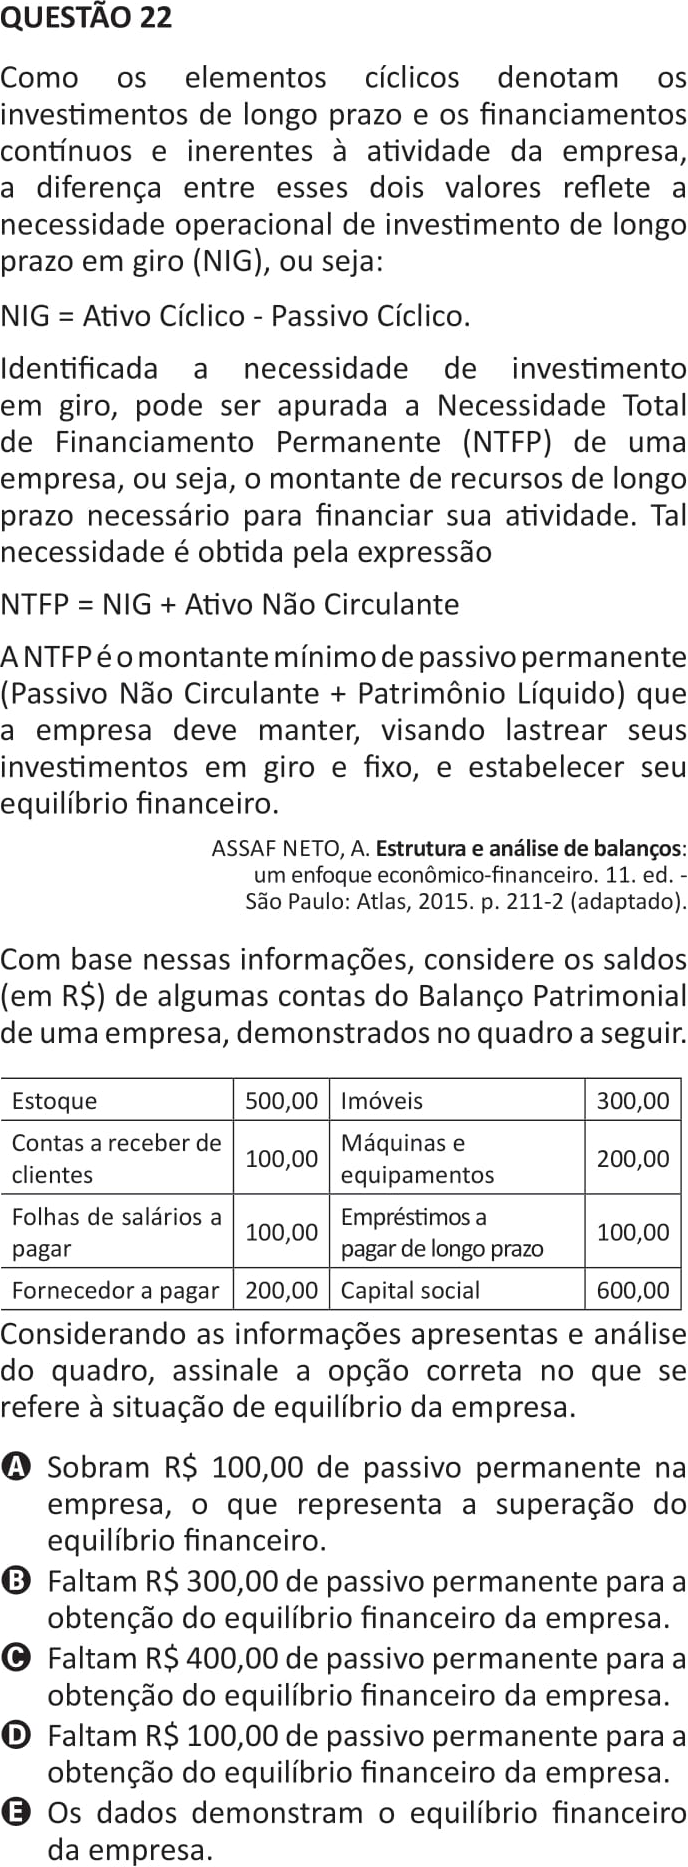 QUESTÃO 22
Como os elementos cíclicos denotam os
investimentos de longo prazo e os financiamentos
contínuos e inerentes à atividade da empresa,
a diferença entre esses dois valores reflete a
necessidade operacional de investimento de longo
prazo em giro (NIG), ou seja:
NIG = Ativo Cíclico - Passivo Cíclico.
Identificada a necessidade de investimento
em giro, pode ser apurada a Necessidade Total
de Financiamento Permanente (NTFP) de uma
empresa, ou seja, o montante de recursos de longo
prazo necessário para financiar sua atividade. Tal
necessidade é obtida pela expressão
NTFP = NIG + Ativo Não Circulante
A NTFP é o montante mínimo de passivo permanente
(Passivo Não Circulante + Patrimônio Líquido) que
a empresa deve manter, visando lastrear seus
investimentos em giro e fixo, e estabelecer seu
equilíbrio financeiro.
ASSAF NETO, A. Estrutura e análise de balanços:
um enfoque econômico-financeiro. 11. ed. -
São Paulo: Atlas, 2015. p. 211-2 (adaptado).
Com base nessas informações, considere os saldos
(em R$) de algumas contas do Balanço Patrimonial
de uma empresa, demonstrados no quadro a seguir.
Estoque 500,00 Imóveis 300,00
Contas a receber de clientes 100,00 Máquinas e equipamentos 200,00
Folhas de salários a pagar 100,00 Empréstimos a pagar de longo prazo 100,00
Fornecedor a pagar 200,00 Capital social 600,00
Considerando as informações apresentas e análise
do quadro, assinale a opção correta no que se
refere à situação de equilíbrio da empresa.
A Sobram R$ 100,00 de passivo permanente na
empresa, o que representa a superação do
equilíbrio financeiro.
B Faltam R$ 300,00 de passivo permanente para a
obtenção do equilíbrio financeiro da empresa.
C Faltam R$ 400,00 de passivo permanente para a
obtenção do equilíbrio financeiro da empresa.
D Faltam R$ 100,00 de passivo permanente para a
obtenção do equilíbrio financeiro da empresa.
E Os dados demonstram o equilíbrio financeiro
da empresa.